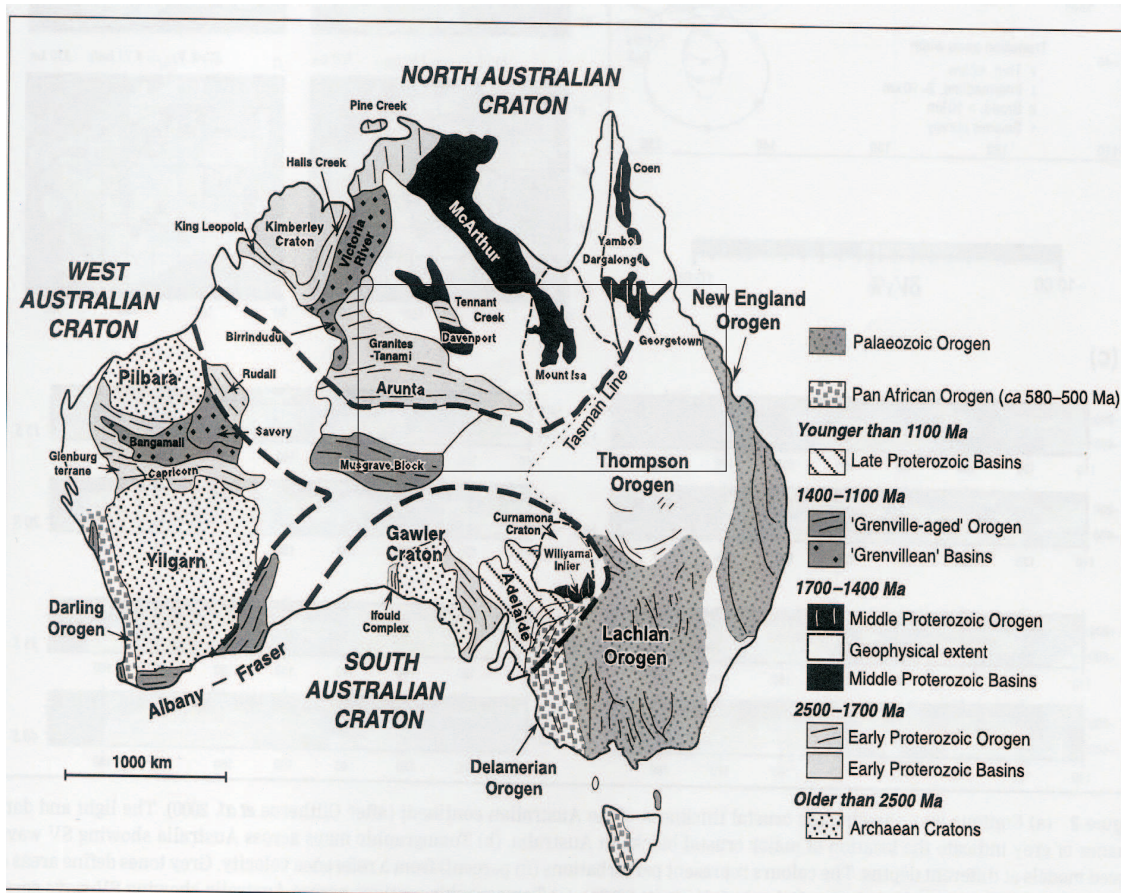 NORTH AUSTRALIAN
CRATON
Pine Creek
Halls Creek
Coen
King Leopold
Kimberley
Craton
Victoria
River
McArthur
Yambo
Dargalong
WEST
AUSTRALIAN
CRATON
Tennant
Creek
New England
Orogen
Birrindudu
Davenport
Georgetown
Granites
-Tanami
Mount Isa
Pilbara
Rudall
Arunta
Tasman Line
Bangamall
Savory
Glenburg
terrane
Capricorn
Musgrave Block
Thompson
Orogen
Yilgarn
Gawler
Craton
Curnamona
Craton
Williyama
Inlier
Adelaide
Darling
Orogen
Ifould
Complex
Lachlan
Orogen
Albany – Fraser
SOUTH
AUSTRALIAN
CRATON
Delamerian
Orogen
1000 km
Palaeozoic Orogen
Pan African Orogen (ca 580–500 Ma)
Younger than 1100 Ma
Late Proterozoic Basins
1400–1100 Ma
'Grenville-aged' Orogen
'Grenvillean' Basins
1700–1400 Ma
Middle Proterozoic Orogen
Geophysical extent
Middle Proterozoic Basins
2500–1700 Ma
Early Proterozoic Orogen
Early Proterozoic Basins
Older than 2500 Ma
Archaean Cratons